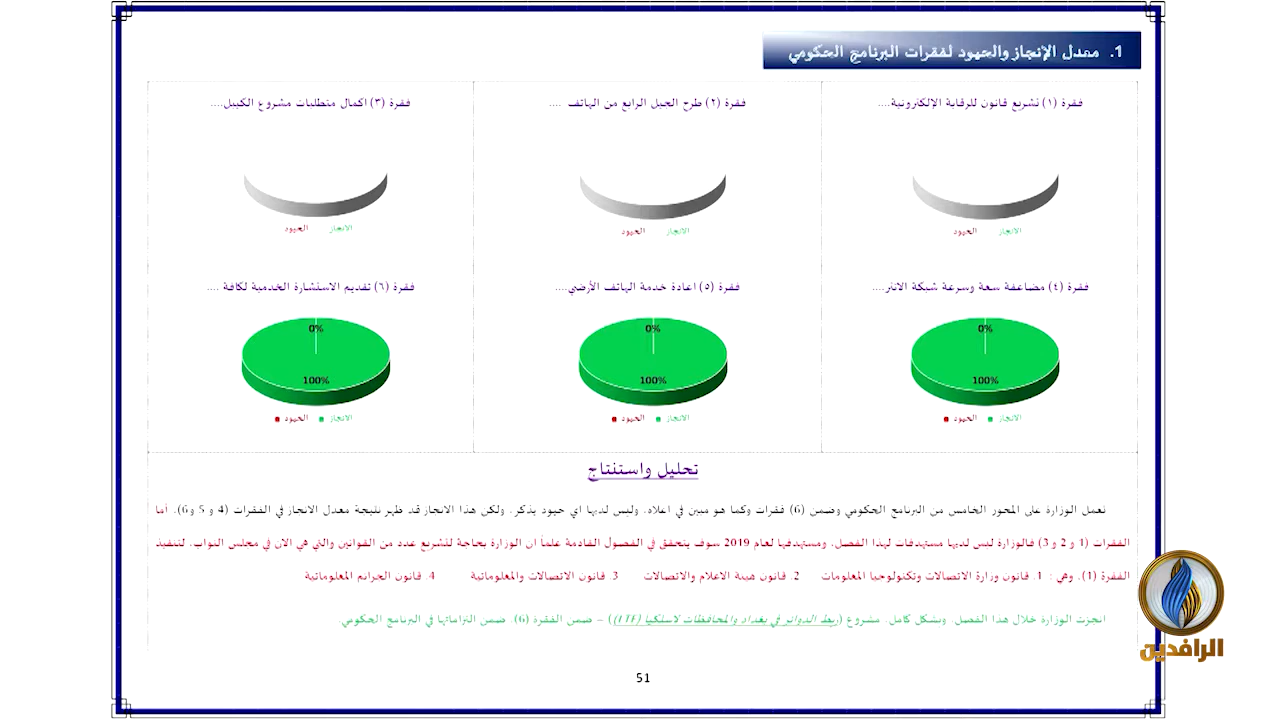 1. معدل الإنجاز والحيود لفقرات البرنامج الحكومي
فقرة (١) تشريع قانون للرقابة الإلكترونية....
فقرة (٢) طرح الجيل الرابع من الهاتف ....
فقرة (٣) اكمال متطلبات مشروع الكيبل....
الانجاز الحيود
الانجاز الحيود
الانجاز الحيود
فقرة (٤) مضاعفة سعة وسرعة شبكة الانتر....
فقرة (٥) اعادة خدمة الهاتف الأرضي....
فقرة (٦) تقديم الاستشارة الخدمية لكافة ....
0%
100%
الانجاز الحيود
0%
100%
الانجاز الحيود
0%
100%
الانجاز الحيود
تحليل واستنتاج
تعمل الوزارة على المحور الخامس من البرنامج الحكومي وضمن (6) فقرات وكما هو مبين في اعلاه، وليس لديها اي حيود يذكر، ولكن هذا الانجاز قد ظهر نتيجة معدل الانجاز في الفقرات (4 و 5 و6)، أما
الفقرات (1 و 2 و 3) فالوزارة ليس لديها مستهدفات لهذا الفصل، ومستهدفها لعام 2019 سوف يتحقق في الفصول القادمة علماً ان الوزارة بحاجة لتشريع عدد من القوانين والتي هي الان في مجلس النواب، لتنفيذ
الفقرة (1)، وهي : 1. قانون وزارة الاتصالات وتكنولوجيا المعلومات 2. قانون هيئة الاعلام والاتصالات 3. قانون الاتصالات والمعلوماتية 4. قانون الجرائم المعلوماتية
انجزت الوزارة خلال هذا الفصل، وبشكل كامل، مشروع (ربط الدوائر في بغداد والمحافظات لاسلكيا (LTE)) – ضمن الفقرة (6)، ضمن التزاماتها في البرنامج الحكومي.
51
الرافدين